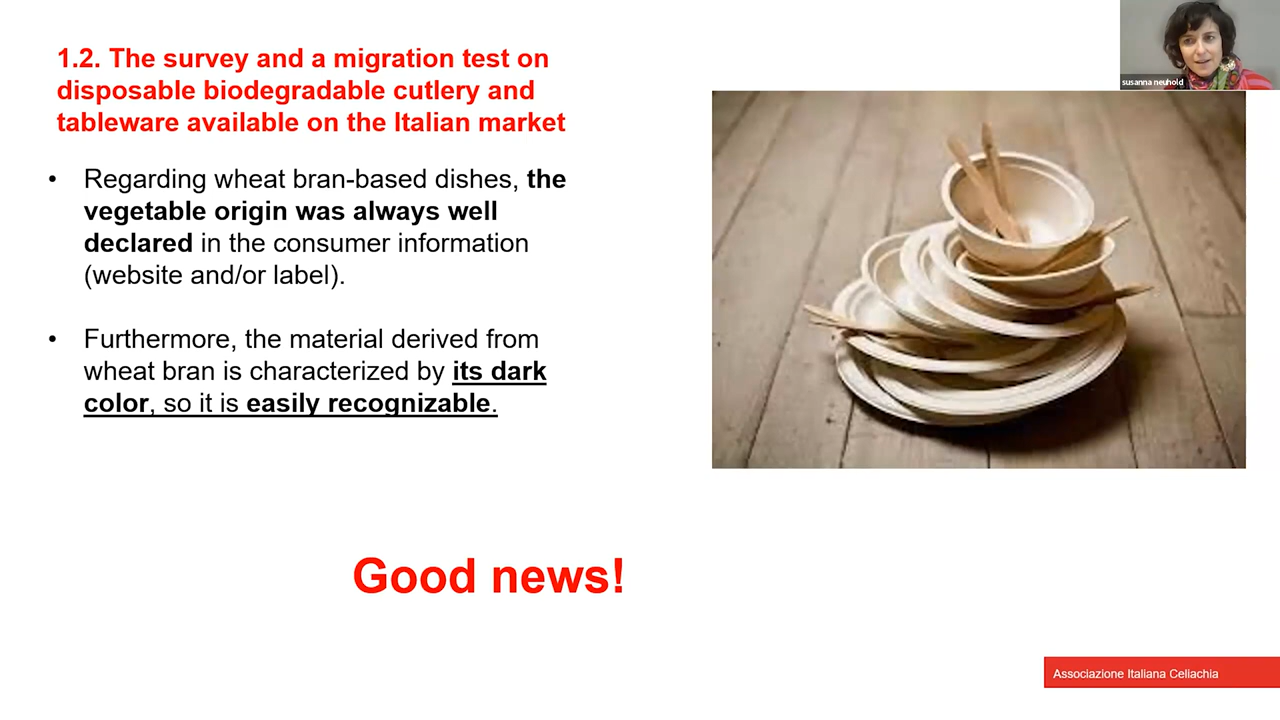 1.2. The survey and a migration test on
disposable biodegradable cutlery and
tableware available on the Italian market
• Regarding wheat bran-based dishes, the
vegetable origin was always well
declared in the consumer information
(website and/or label).
• Furthermore, the material derived from
wheat bran is characterized by its dark
color, so it is easily recognizable.
Good news!
susanna neuhold
Associazione Italiana Celiachia